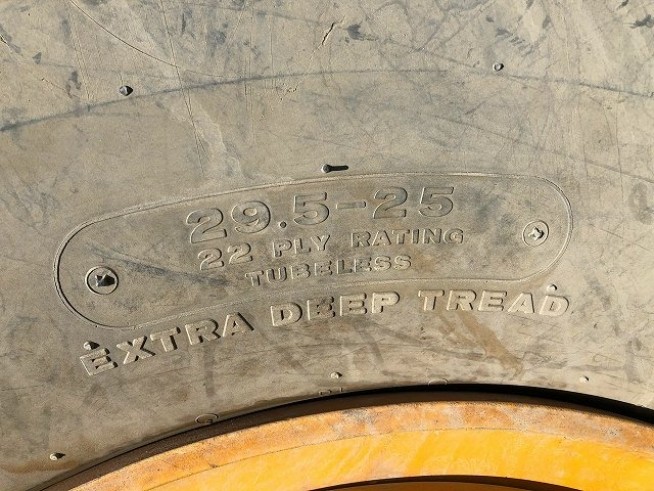 29.5-25
22 PLY RATING
TUBELESS
EXTRA DEEP TREAD